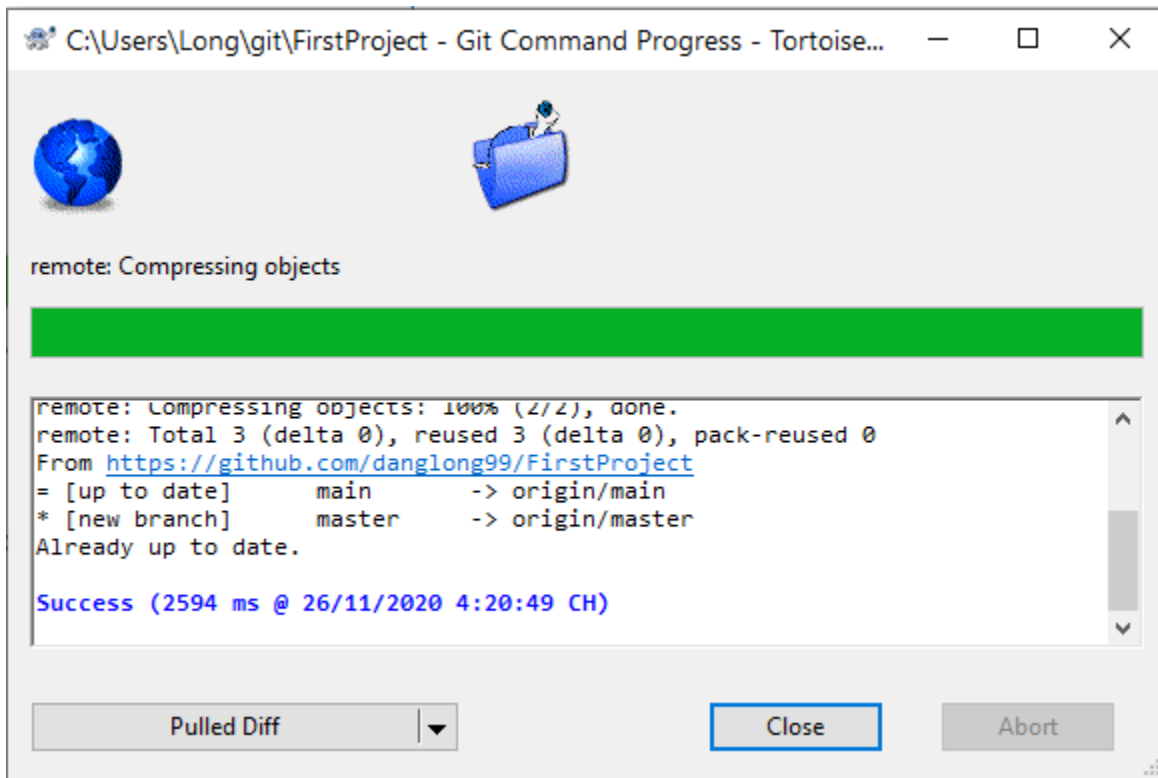 C:\Users\Long\git\FirstProject - Git Command Progress - Tortoise...
remote: Compressing objects
remote: Compressing objects: 100% (2/2), done.
remote: Total 3 (delta 0), reused 3 (delta 0), pack-reused 0
From https://github.com/danglong99/FirstProject
= [up to date] main -> origin/main
* [new branch] master -> origin/master
Already up to date.
Success (2594 ms @ 26/11/2020 4:20:49 CH)
Pulled Diff
Close
Abort